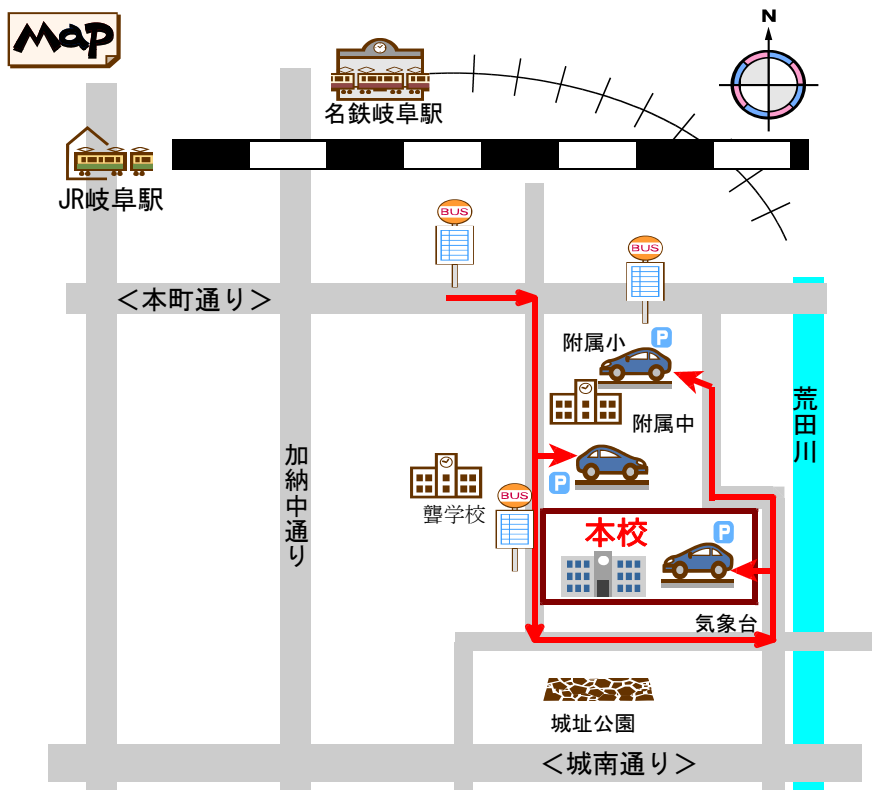 Map
N
名鉄岐阜駅
JR岐阜駅
BUS
BUS
＜本町通り＞
P
附属小
荒田川
附属中
加納中通り
P
BUS
聾学校
本校
P
気象台
城址公園
＜城南通り＞